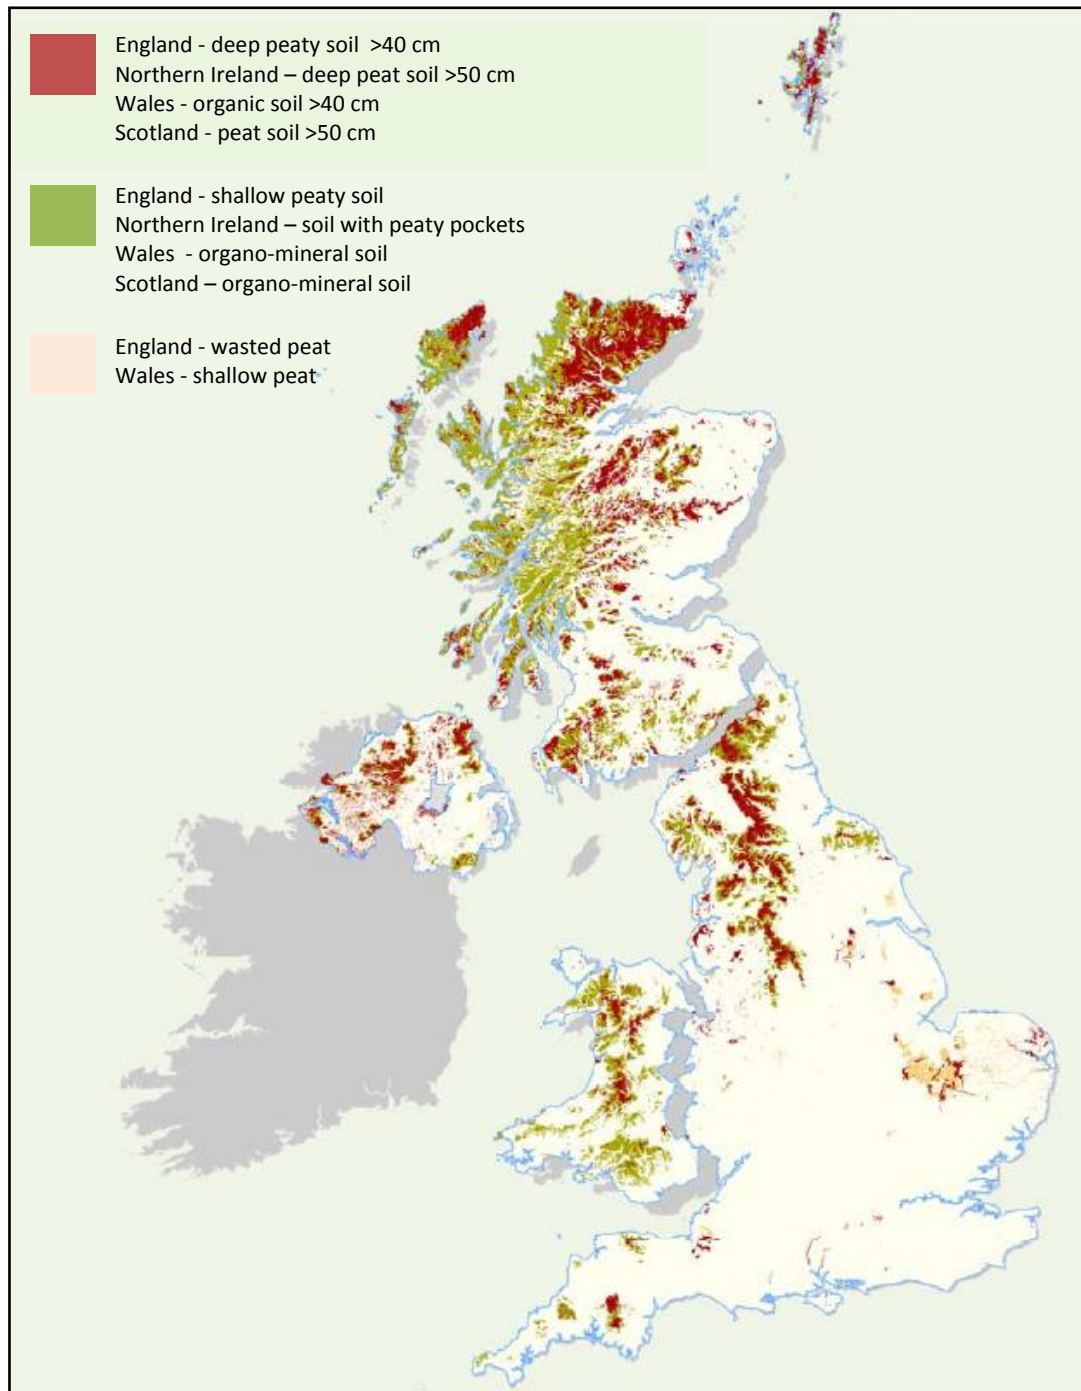 England - deep peaty soil >40 cm
Northern Ireland – deep peat soil >50 cm
Wales - organic soil >40 cm
Scotland - peat soil >50 cm
England - shallow peaty soil
Northern Ireland – soil with peaty pockets
Wales - organo-mineral soil
Scotland – organo-mineral soil
England - wasted peat
Wales - shallow peat